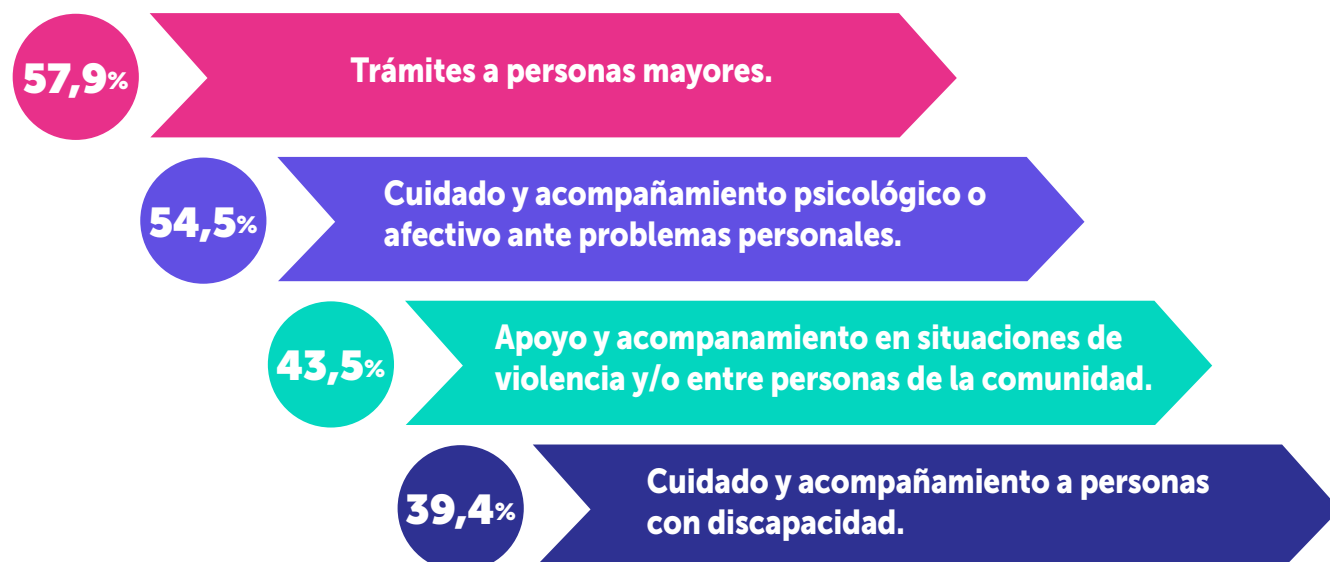 57,9%
Trámites a personas mayores.
54,5%
Cuidado y acompañamiento psicológico o
afectivo ante problemas personales.
43,5%
Apoyo y acompanamiento en situaciones de
violencia y/o entre personas de la comunidad.
39,4%
Cuidado y acompañamiento a personas
con discapacidad.